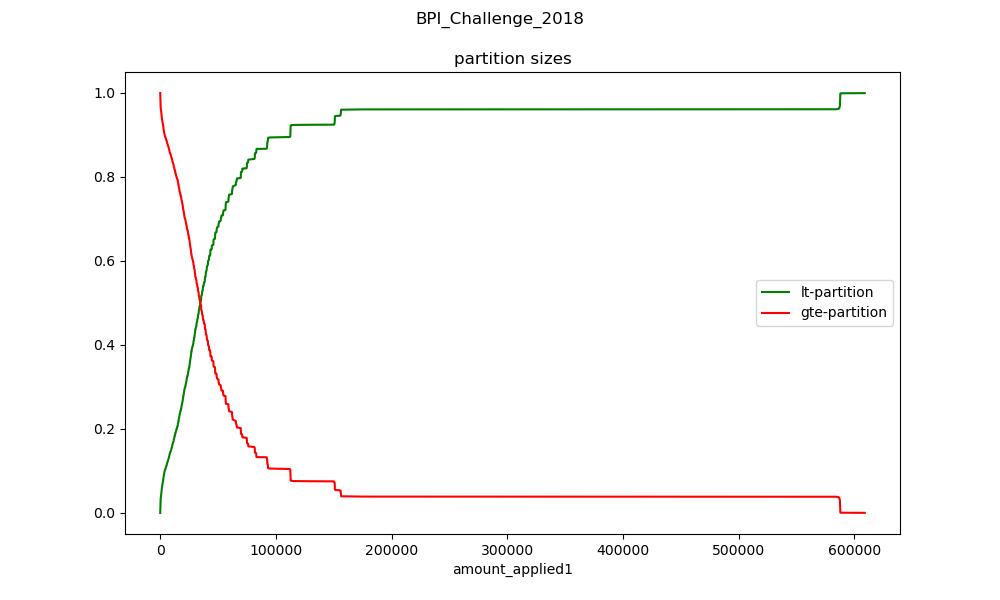 BPI_Challenge_2018
partition sizes
1.0
0.8
0.6
0.4
0.2
0.0
lt-partition
gte-partition
0
100000
200000
300000
400000
500000
600000
amount_applied1